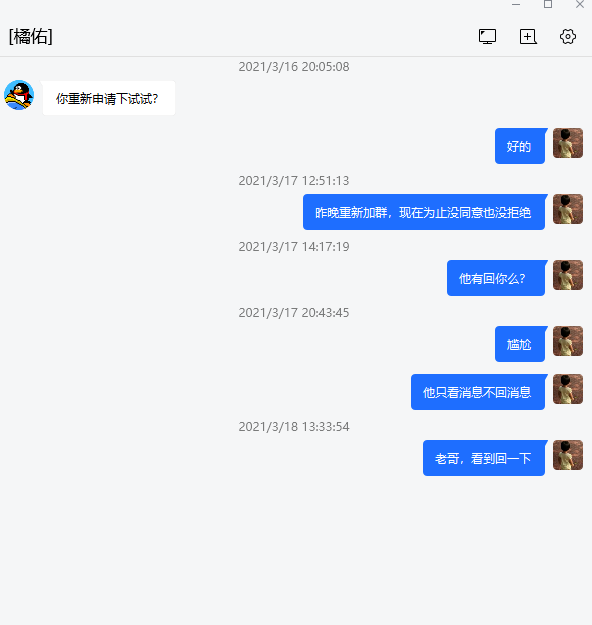 [橘佑]
2021/3/16 20:05:08
你重新申请下试试？
好的
2021/3/17 12:51:13
昨晚重新加群，现在为止没同意也没拒绝
2021/3/17 14:17:19
他有回你么？
2021/3/17 20:43:45
尴尬
他只看消息不回消息
2021/3/18 13:33:54
老哥，看到回一下